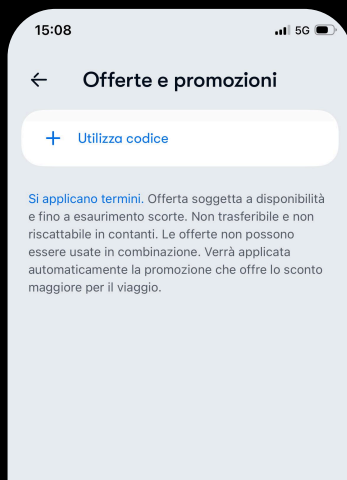 15:08
5G
Offerte e promozioni
Utilizza codice
Si applicano termini. Offerta soggetta a disponibilità
e fino a esaurimento scorte. Non trasferibile e non
riscattabile in contanti. Le offerte non possono
essere usate in combinazione. Verrà applicata
automaticamente la promozione che offre lo sconto
maggiore per il viaggio.